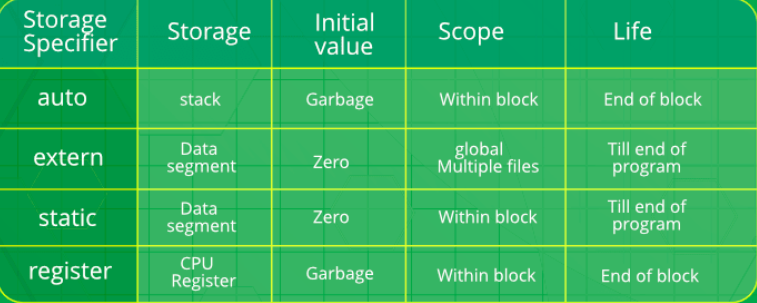 Storage Specifier Storage Initial value Scope Life
auto stack Garbage Within block End of block
extern Data segment Zero global Multiple files Till end of program
static Data segment Zero Within block Till end of program
register CPU Register Garbage Within block End of block